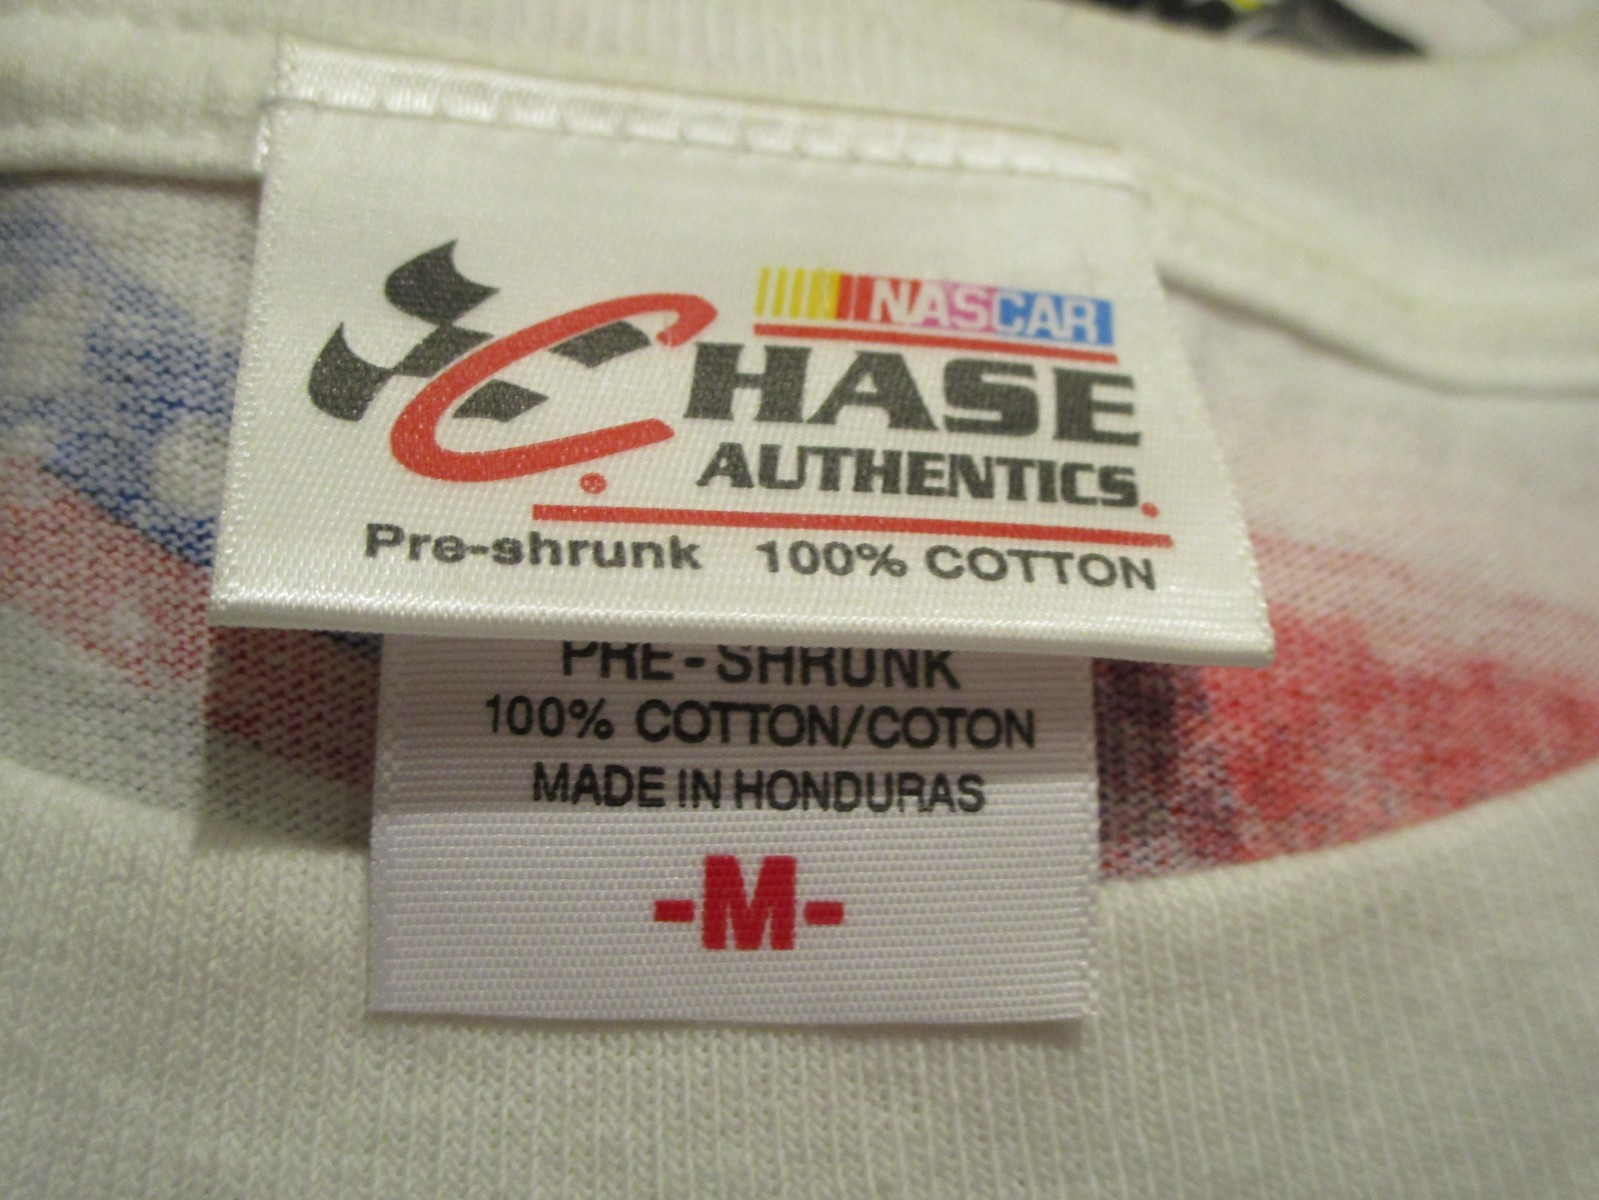 NASCAR
CHASE
AUTHENTICS.
Pre-shrunk 100% COTTON
PRE-SHRUNK
100% COTTON/COTON
MADE IN HONDURAS
-M-